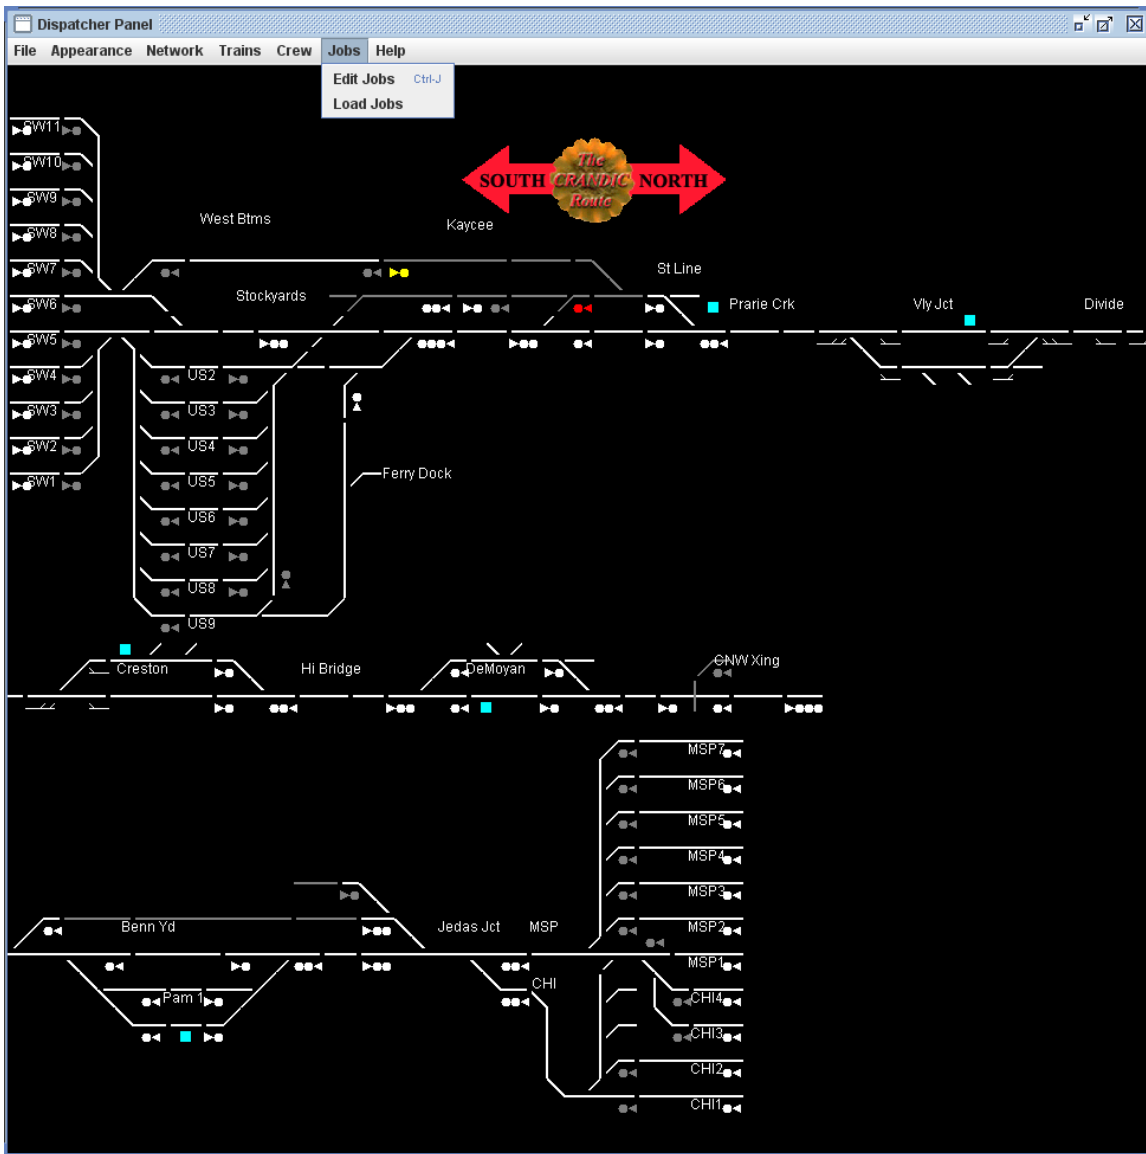 Dispatcher Panel
File Appearance Network Trains Crew Jobs Help
Edit Jobs Ctrl-J
Load Jobs
SW11
SW10
SW9
SW8
SW7
SW6
SW5
SW4
SW3
SW2
SW1
The
SOUTH CRANDIC NORTH
Route
West Btms
Kaycee
St Line
Stockyards
Prarie Crk
Vly Jct
Divide
US2
US3
US4
US5
US6
US7
US8
US9
Ferry Dock
Creston
Hi Bridge
DeMoyan
CNW Xing
MSP7
MSP6
MSP5
MSP4
MSP3
MSP2
MSP1
Benn Yd
Jedas Jct
MSP
CHI
Pam 1
CHI4
CHI3
CHI2
CHI1